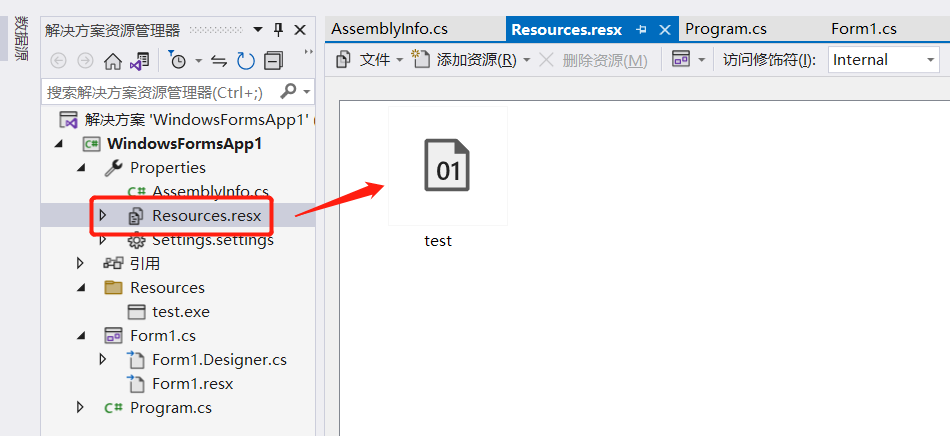 数据源
解决方案资源管理器
搜索解决方案资源管理器(Ctrl+;)
解决方案 'WindowsFormsApp1' (
WindowsFormsApp1
Properties
AssemblyInfo.cs
Resources.resx
Settings.settings
引用
Resources
test.exe
Form1.cs
Form1.Designer.cs
Form1.resx
Program.cs
AssemblyInfo.cs Resources.resx Program.cs Form1.cs
文件 添加资源(R) 删除资源(M) 访问修饰符(I): Internal
01
test